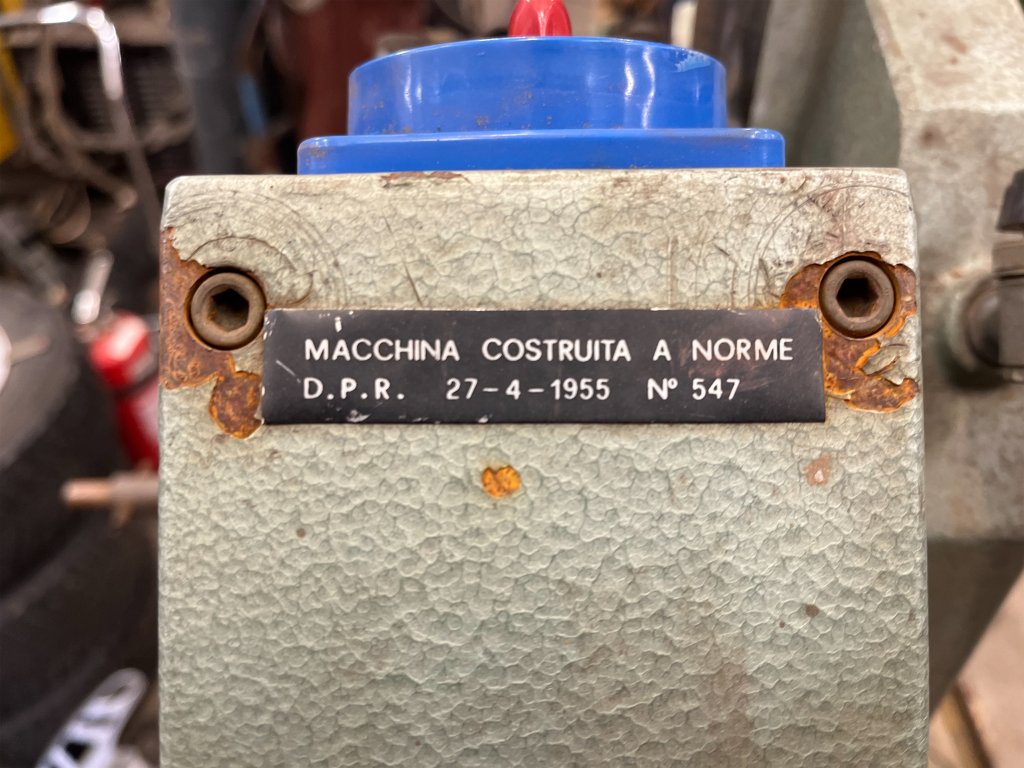 MACCHINA COSTRUITA A NORME
D.P.R. 27-4-1955 Nº 547